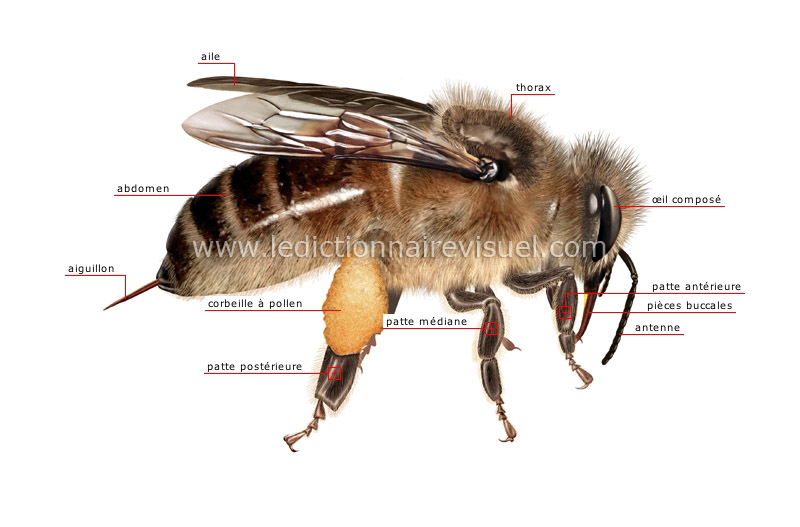 aile
thorax
abdomen
œil composé
www.ledictionnairevisuel.com
aiguillon
patte antérieure
corbeille à pollen
pièces buccales
patte médiane
antenne
patte postérieure